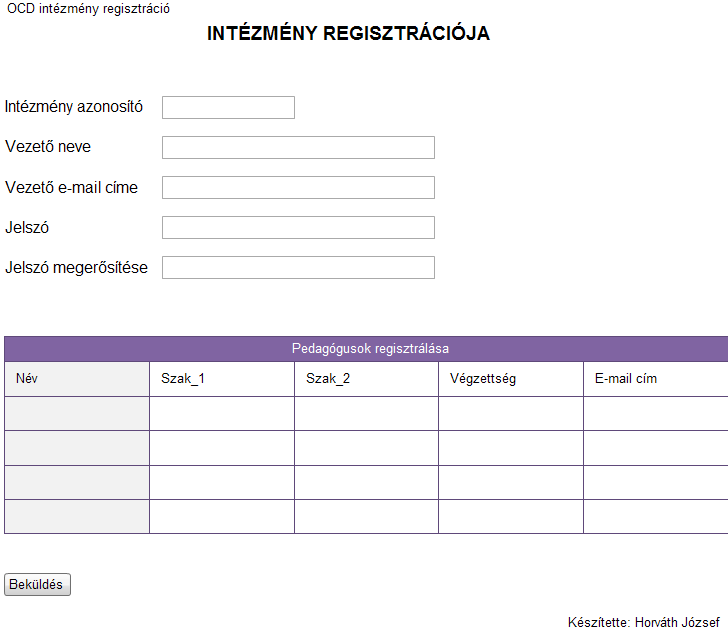 OCD intézmény regisztráció
INTÉZMÉNY REGISZTRÁCIÓJA
Intézmény azonosító
Vezető neve
Vezető e-mail címe
Jelszó
Jelszó megerősítése
Pedagógusok regisztrálása
Név Szak_1 Szak_2 Végzettség E-mail cím
Beküldés
Készítette: Horváth József